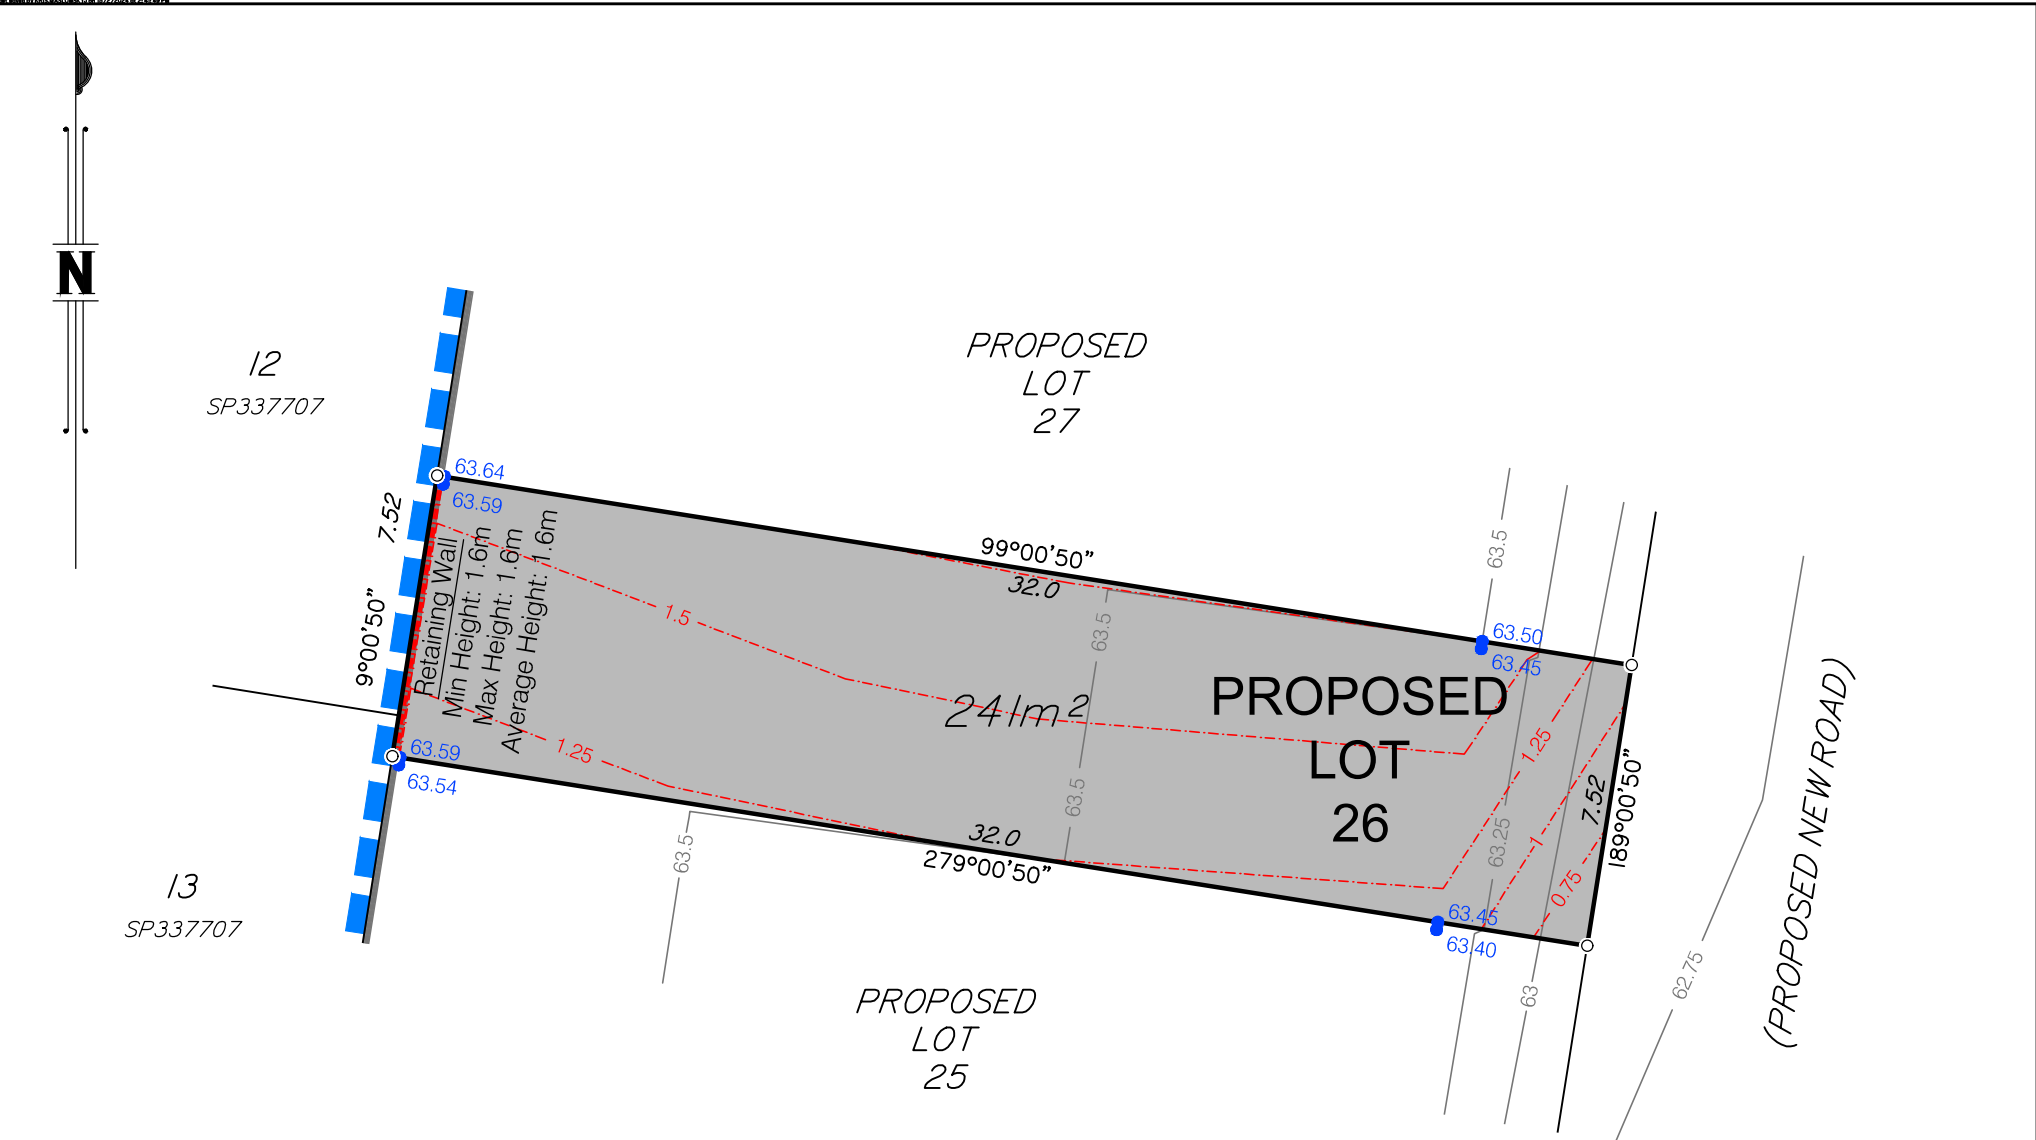 N
12
SP337707
PROPOSED
LOT
27
63.64
63.59
7.52
9°00'50"
Retaining Wall
Min Height: 1.6m
Max Height: 1.6m
Average Height: 1.6m
99°00'50"
32.0
63.5
63.50
63.45
1.5
63.5
241m²
PROPOSED
LOT
26
1.25
63.5
63.25
1
0.75
7.52
189°00'50"
(PROPOSED NEW ROAD)
63.59
63.54
1.25
63.5
32.0
279°00'50"
63.45
63.40
63
62.75
13
SP337707
PROPOSED
LOT
25